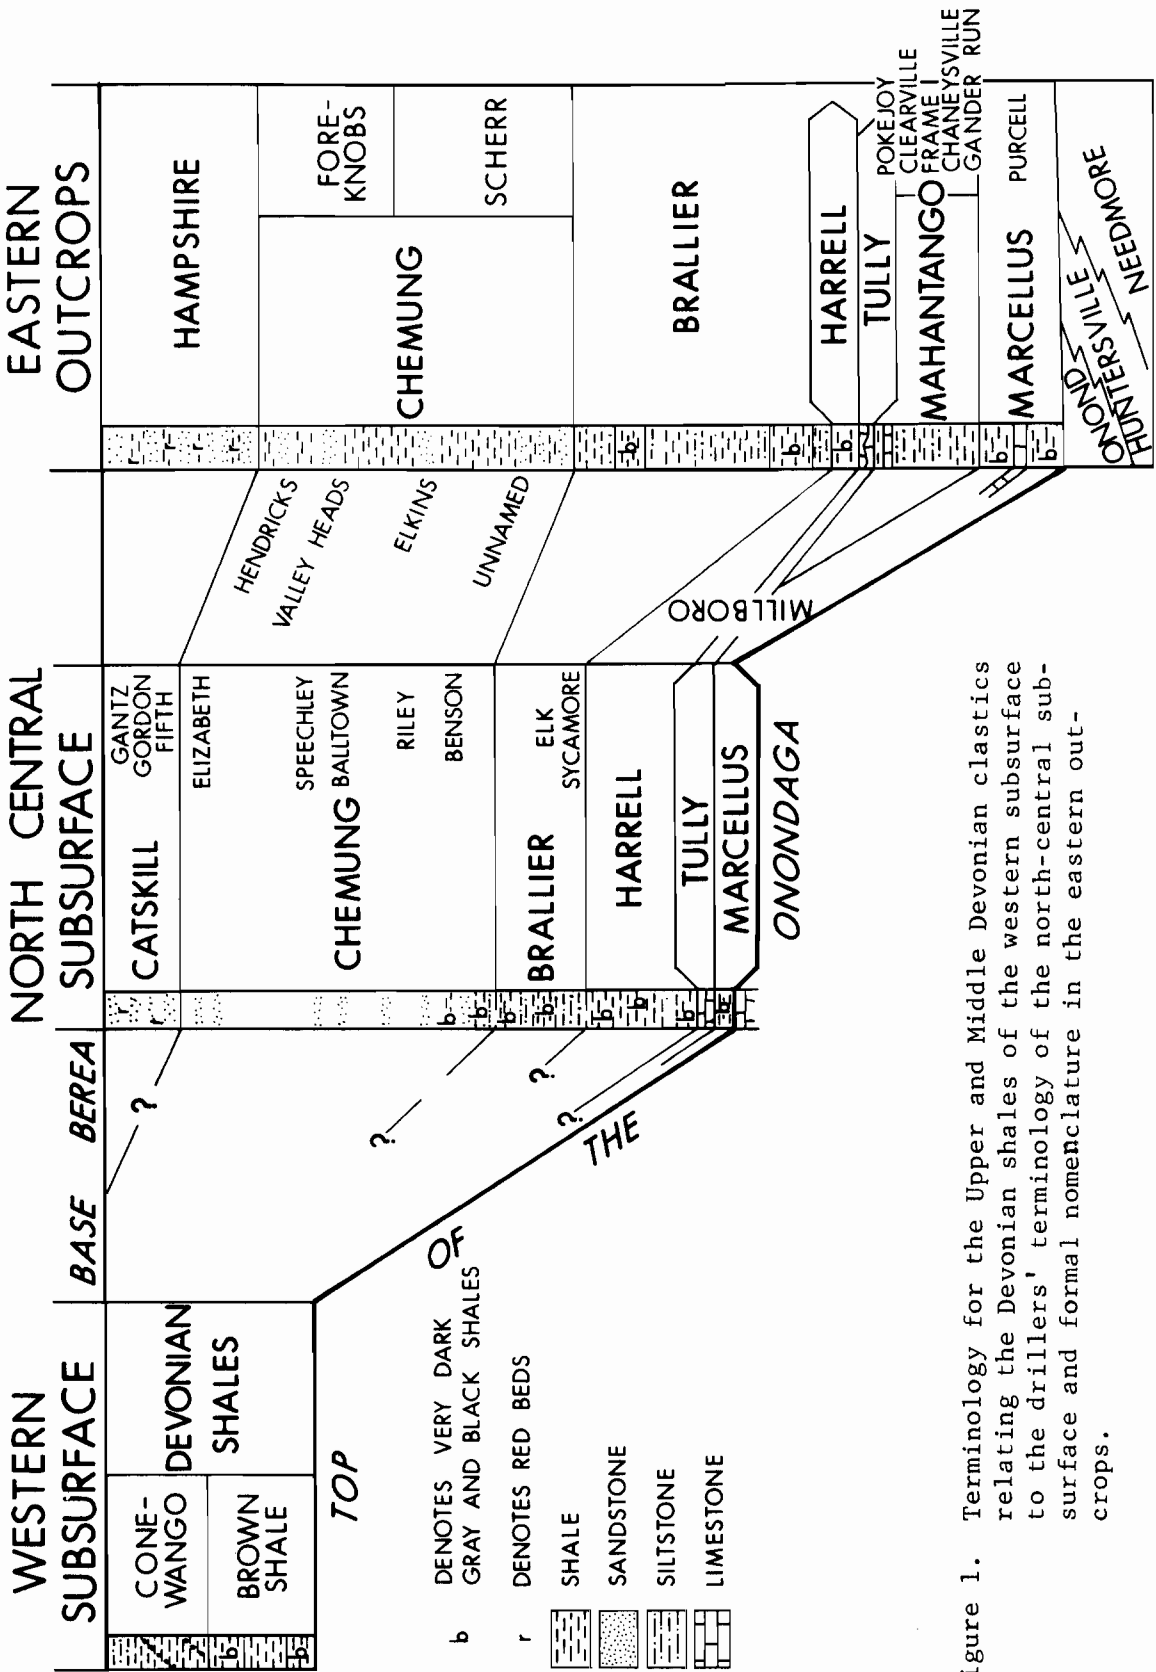 WESTERN
SUBSURFACE
CONE-
WANGO
BROWN
SHALE
DEVONIAN
SHALES
BASE BEREA
?
?
?
?
TOP
OF
THE
ONONDAGA
NORTH CENTRAL
SUBSURFACE
CATSKILL
GANTZ
GORDON
FIFTH
CHEMUNG
ELIZABETH
SPEECHLEY
BALLTOWN
RILEY
BENSON
BRALLIER
ELK
SYCAMORE
HARRELL
TULLY
MARCELLUS
HENDRICKS
VALLEY HEADS
ELKINS
UNNAMED
MILLBORO
EASTERN
OUTCROPS
HAMPSHIRE
CHEMUNG
FORE-
KNOBS
SCHERR
BRALLIER
HARRELL
TULLY
MAHANTANGO
POKEJOY
CLEARVILLE
FRAME
CHANEYSVILLE
GANDER RUN
MARCELLUS
PURCELL
ONOND
HUNTERSVILLE
NEEDMORE
b DENOTES VERY DARK
GRAY AND BLACK SHALES
r DENOTES RED BEDS
SHALE
SANDSTONE
SILTSTONE
LIMESTONE
igure 1. Terminology for the Upper and Middle Devonian clastics
relating the Devonian shales of the western subsurface
to the drillers' terminology of the north-central sub-
surface and formal nomenclature in the eastern out-
crops.